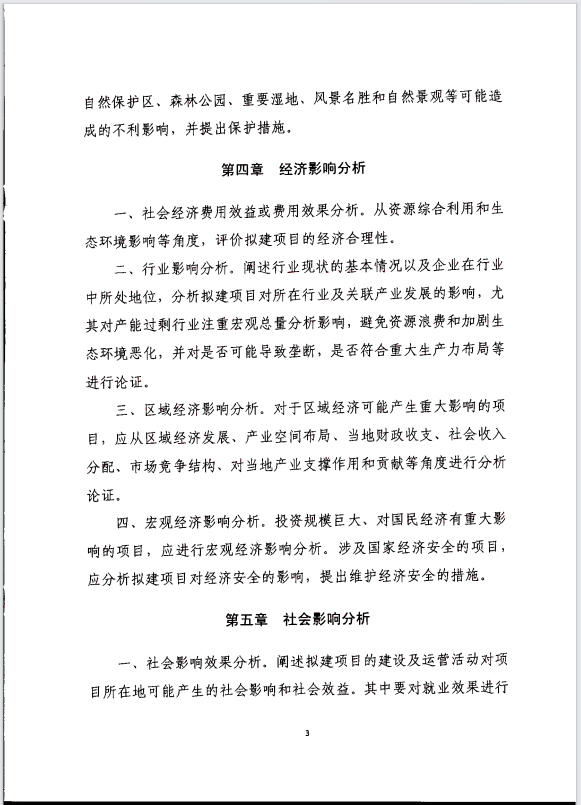 自然保护区、森林公园、重要湿地、风景名胜和自然景观等可能造
成的不利影响，并提出保护措施。
第四章 经济影响分析
一、社会经济费用效益或费用效果分析。从资源综合利用和生
态环境影响等角度，评价拟建项目的经济合理性。
二、行业影响分析。阐述行业现状的基本情况以及企业在行业
中所处地位，分析拟建项目对所在行业及关联产业发展的影响，尤
其对产能过剩行业注重宏观总量分析影响，避免资源浪费和加剧生
态环境恶化，并对是否可能导致垄断，是否符合重大生产力布局等
进行论证。
三、区域经济影响分析。对于区域经济可能产生重大影响的项
目，应从区域经济发展、产业空间布局、当地财政收支、社会收入
分配、市场竞争结构、对当地产业支撑作用和贡献等角度进行分析
论证。
四、宏观经济影响分析。投资规模巨大、对国民经济有重大影
响的项目，应进行宏观经济影响分析。涉及国家经济安全的项目，
应分析拟建项目对经济安全的影响，提出维护经济安全的措施。
第五章 社会影响分析
一、社会影响效果分析。阐述拟建项目的建设及运营活动对项
目所在地可能产生的社会影响和社会效益。其中要对就业效果进行
3